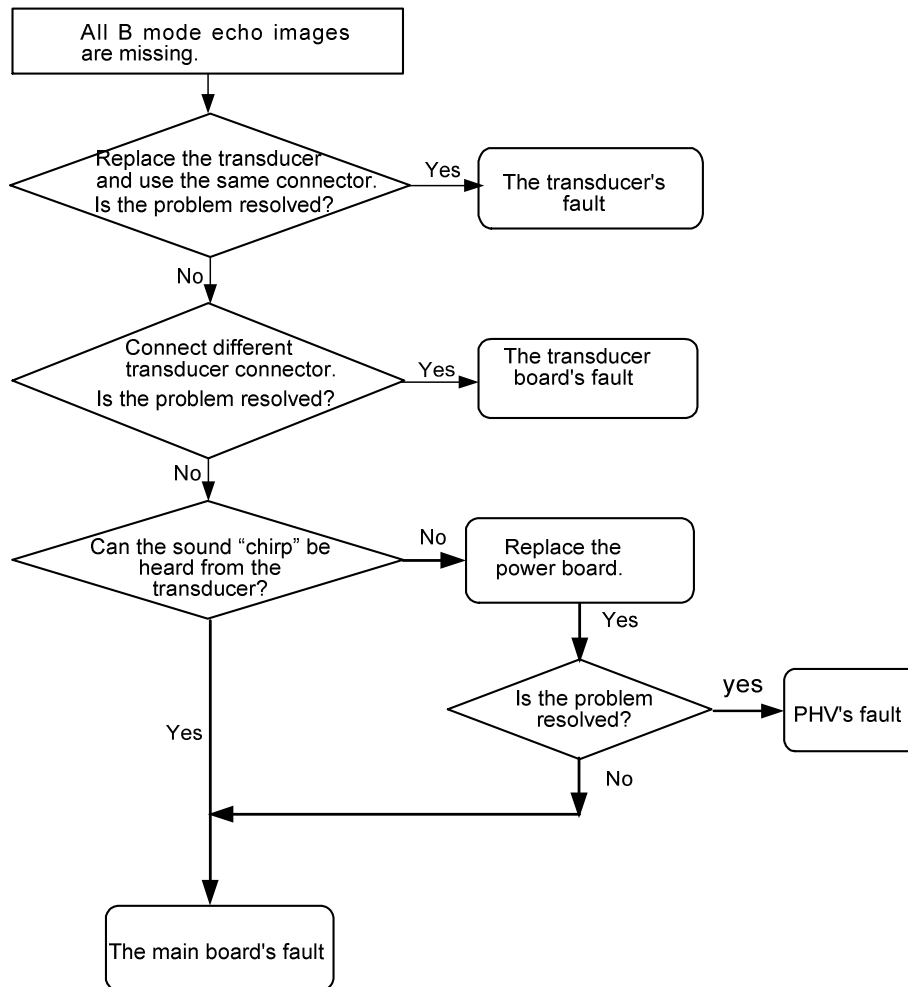 All B mode echo images
are missing.
Replace the transducer
and use the same connector.
Is the problem resolved?
Yes
The transducer's
fault
No
Connect different
transducer connector.
Is the problem resolved?
Yes
The transducer
board's fault
No
Can the sound “chirp” be
heard from the
transducer?
No
Replace the
power board.
Yes
Is the problem
resolved?
yes
PHV's fault
Yes
No
The main board's fault